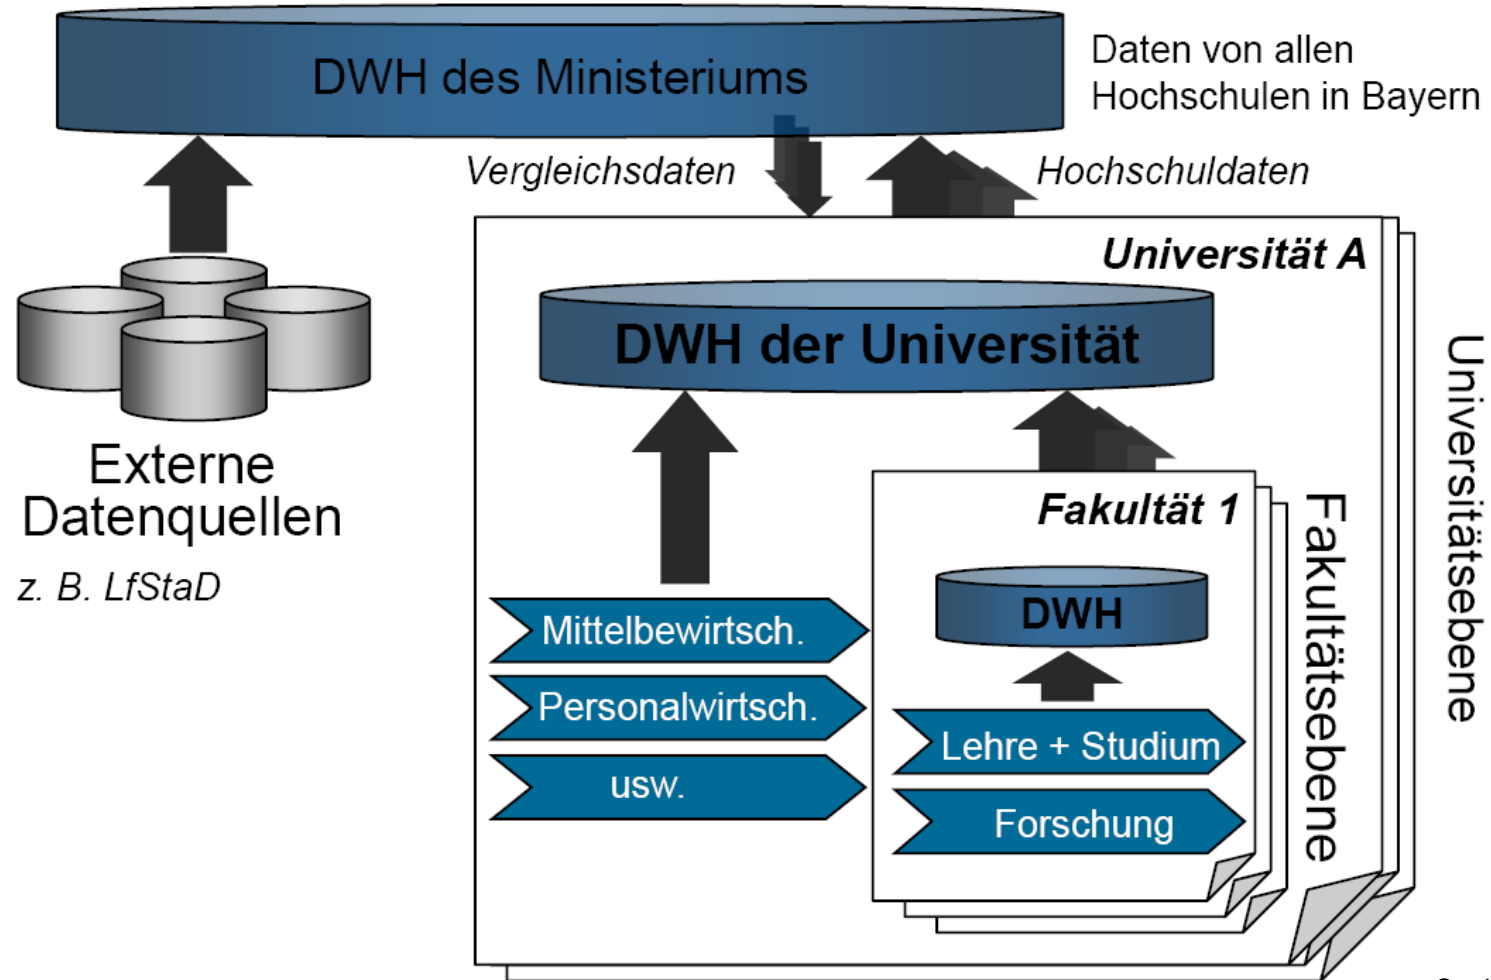 DWH des Ministeriums
Daten von allen
Hochschulen in Bayern
Vergleichsdaten
Hochschuldaten
Universität A
DWH der Universität
Externe
Datenquellen
z. B. LfStaD
Fakultät 1
DWH
Mittelbewirtsch.
Personalwirtsch.
usw.
Lehre + Studium
Forschung
Fakultätsebene
Universitätsebene